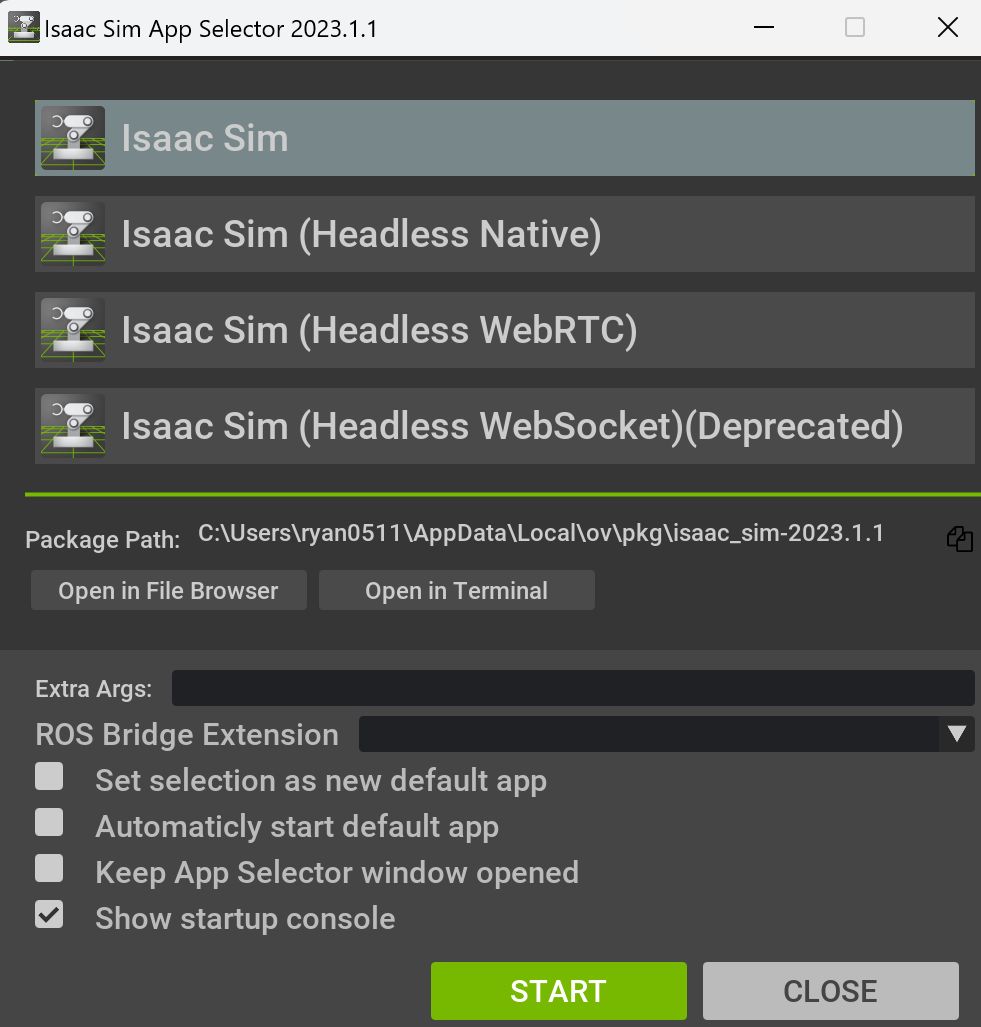 Isaac Sim App Selector 2023.1.1
Isaac Sim
Isaac Sim (Headless Native)
Isaac Sim (Headless WebRTC)
Isaac Sim (Headless WebSocket)(Deprecated)
Package Path: C:\Users\ryan0511\AppData\Local\ov\pkg\isaac_sim-2023.1.1
Open in File Browser Open in Terminal
Extra Args:
ROS Bridge Extension
Set selection as new default app
Automaticly start default app
Keep App Selector window opened
Show startup console
START CLOSE